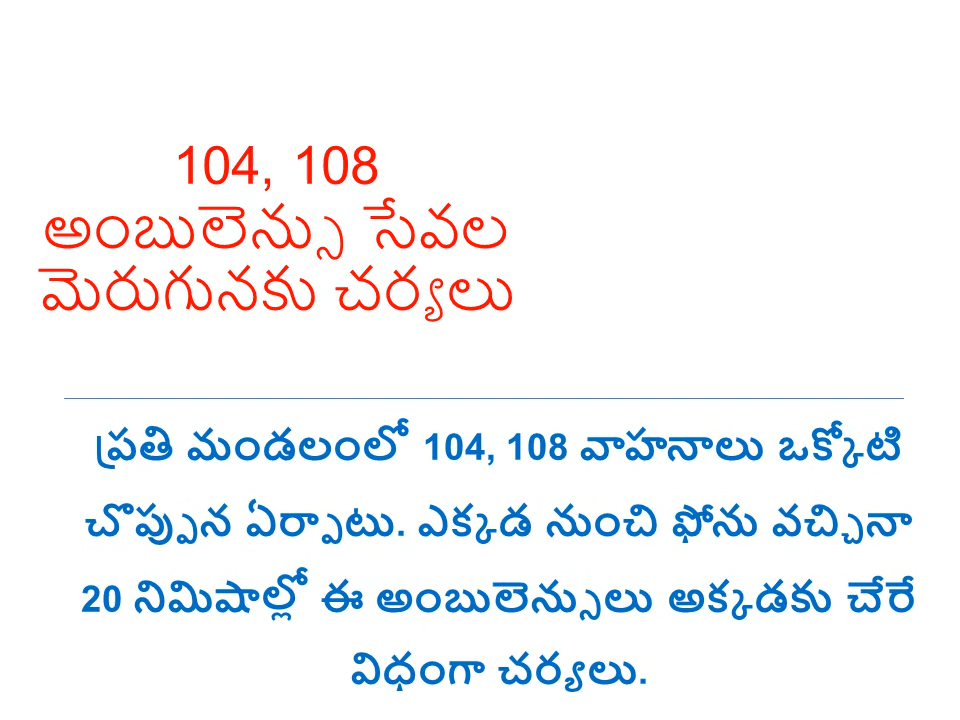 104, 108
అంబులెన్సు సేవల
మెరుగునకు చర్యలు
ప్రతి మండలంలో 104, 108 వాహనాలు ఒక్కోటి
చొప్పున ఏర్పాటు. ఎక్కడ నుంచి ఫోను వచ్చినా
20 నిమిషాల్లో ఈ అంబులెన్సులు అక్కడకు చేరే
విధంగా చర్యలు.